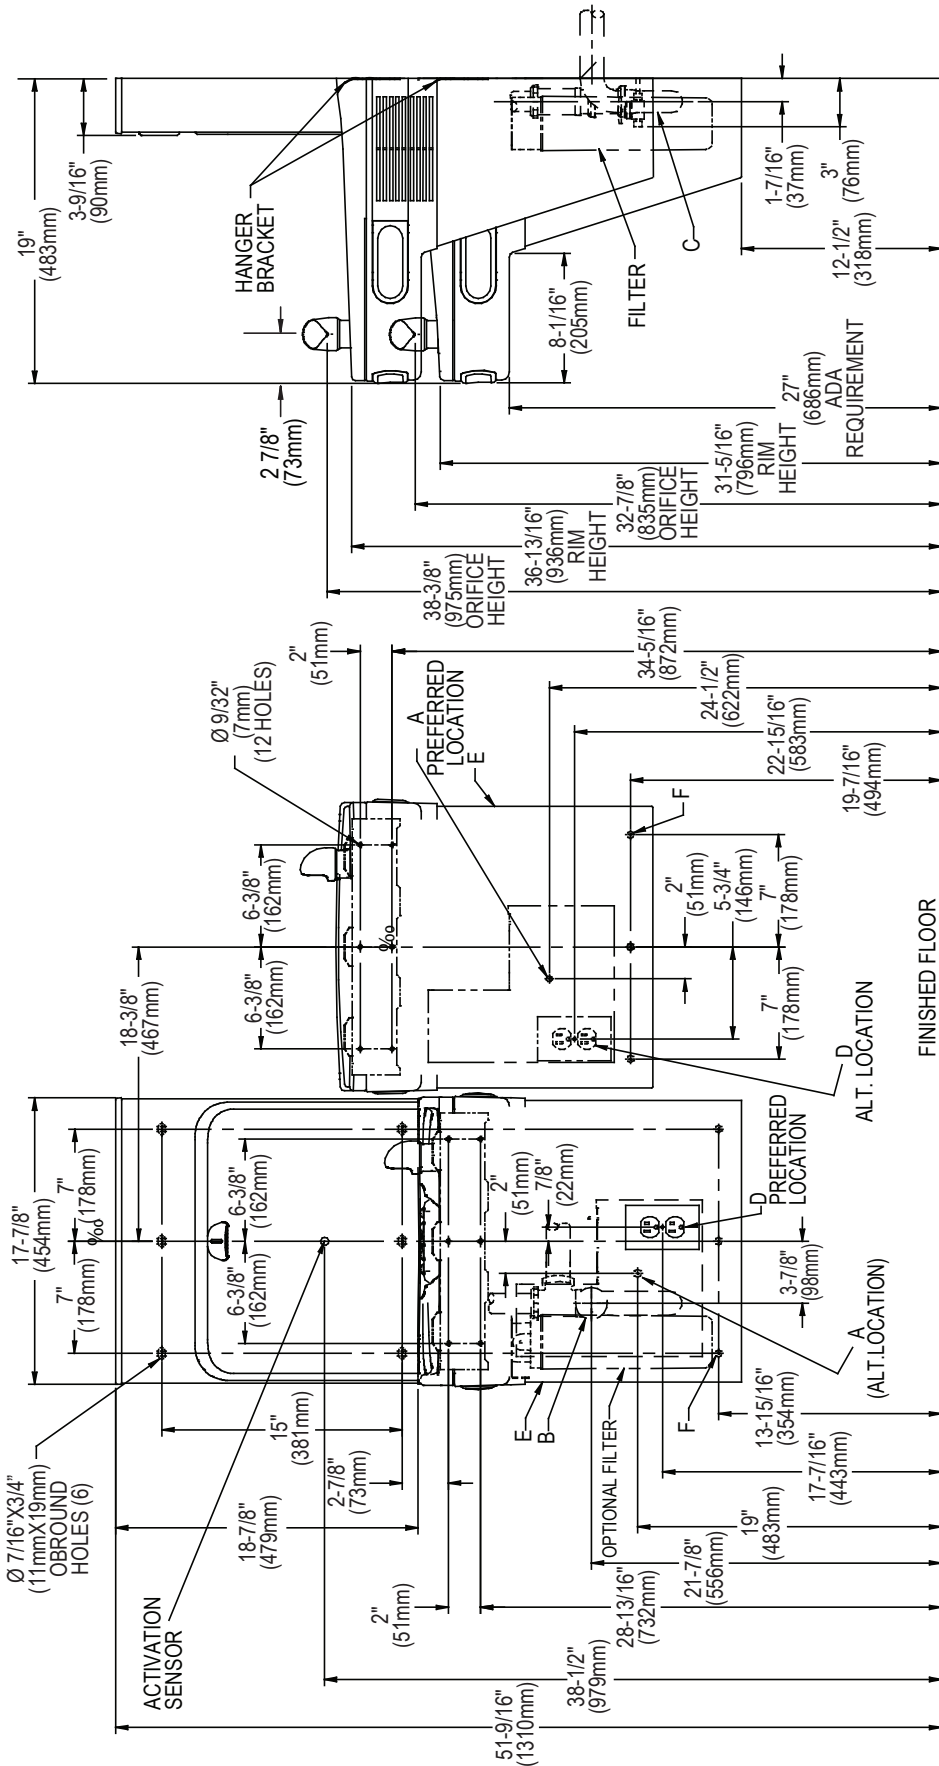 Ø 7/16"X3/4"
(11mmX19mm)
OBROUND
HOLES (6)
ACTIVATION
SENSOR
17-7/8"
(454mm)
7"
(178mm)
7"
(178mm)
‰
18-3/8"
(467mm)
6-3/8"
(162mm)
6-3/8"
(162mm)
15"
(381mm)
2-7/8"
(73mm)
18-7/8"
(479mm)
2"
(51mm)
51-9/16"
(1310mm)
38-1/2"
(979mm)
28-13/16"
(732mm)
21-7/8"
(556mm)
19"
(483mm)
17-7/16"
(443mm)
13-15/16"
(354mm)
E
B
OPTIONAL FILTER
F
A
(ALT.LOCATION)
3-7/8"
(98mm)
2"
(51mm)
7/8"
(22mm)
D
PREFERRED
LOCATION
Ø 9/32"
(7mm)
(12 HOLES)
6-3/8"
(162mm)
6-3/8"
(162mm)
‰
2"
(51mm)
A
PREFERRED
LOCATION
E
F
D
ALT. LOCATION
2"
(51mm)
5-3/4"
(146mm)
7"
(178mm)
7"
(178mm)
34-5/16"
(872mm)
24-1/2"
(622mm)
22-15/16"
(583mm)
19-7/16"
(494mm)
FINISHED FLOOR
19"
(483mm)
3-9/16"
(90mm)
HANGER
BRACKET
2 7/8"
(73mm)
8-1/16"
(205mm)
FILTER
C
1-7/16"
(37mm)
3"
(76mm)
12-1/2"
(318mm)
27"
(686mm)
ADA
REQUIREMENT
31-5/16"
(796mm)
RIM
HEIGHT
32-7/8"
(835mm)
ORIFICE
HEIGHT
36-13/16"
(936mm)
RIM
HEIGHT
38-3/8"
(975mm)
ORIFICE
HEIGHT